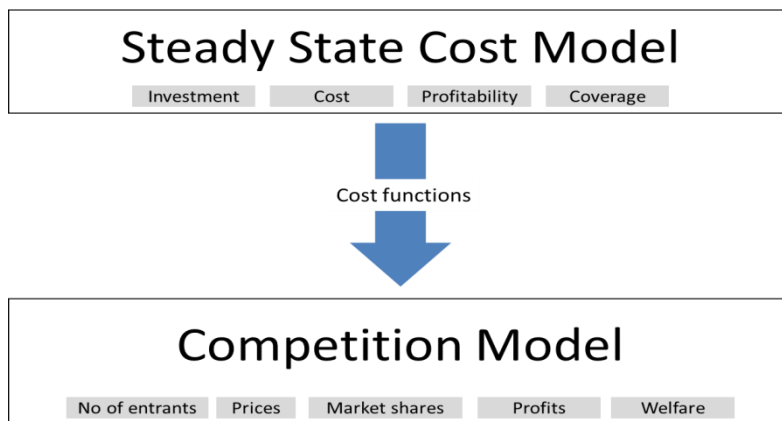 Steady State Cost Model
Investment Cost Profitability Coverage
Cost functions
Competition Model
No of entrants Prices Market shares Profits Welfare